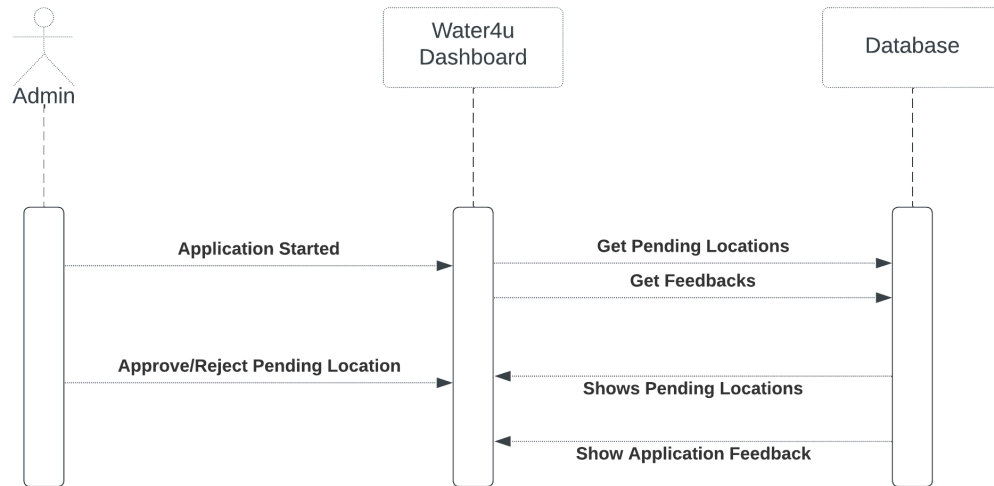 Water4u
Dashboard
Database
Admin
Application Started
Get Pending Locations
Get Feedbacks
Approve/Reject Pending Location
Shows Pending Locations
Show Application Feedback